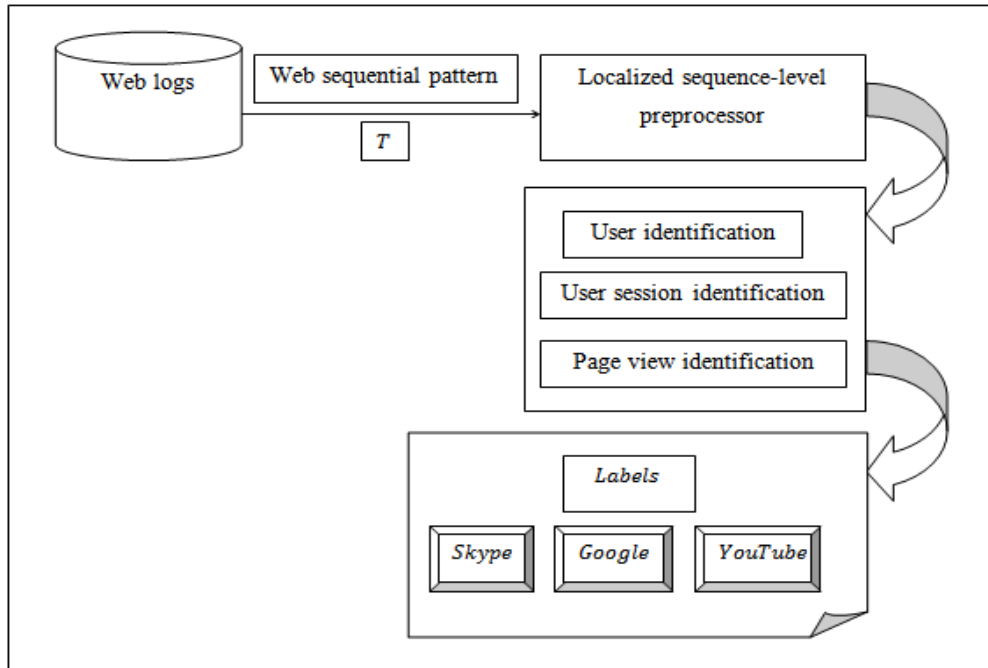 Web logs
Web sequential pattern
T
Localized sequence-level
preprocessor
User identification
User session identification
Page view identification
Labels
Skype
Google
YouTube